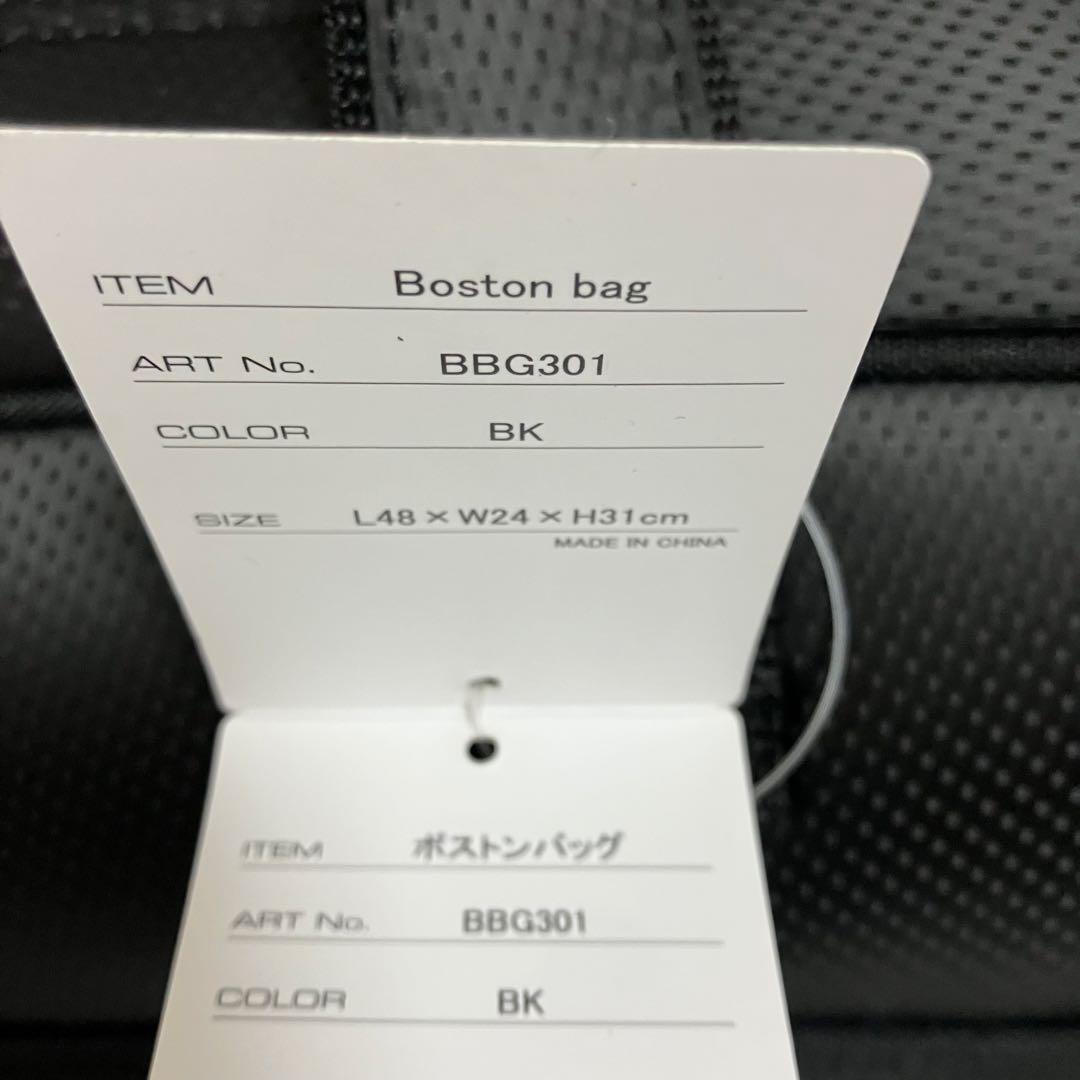 ITEM Boston bag
ART No. BBG301
COLOR BK
SIZE L48 × W24 × H31cm
MADE IN CHINA
ITEM ボストンバッグ
ART No. BBG301
COLOR BK